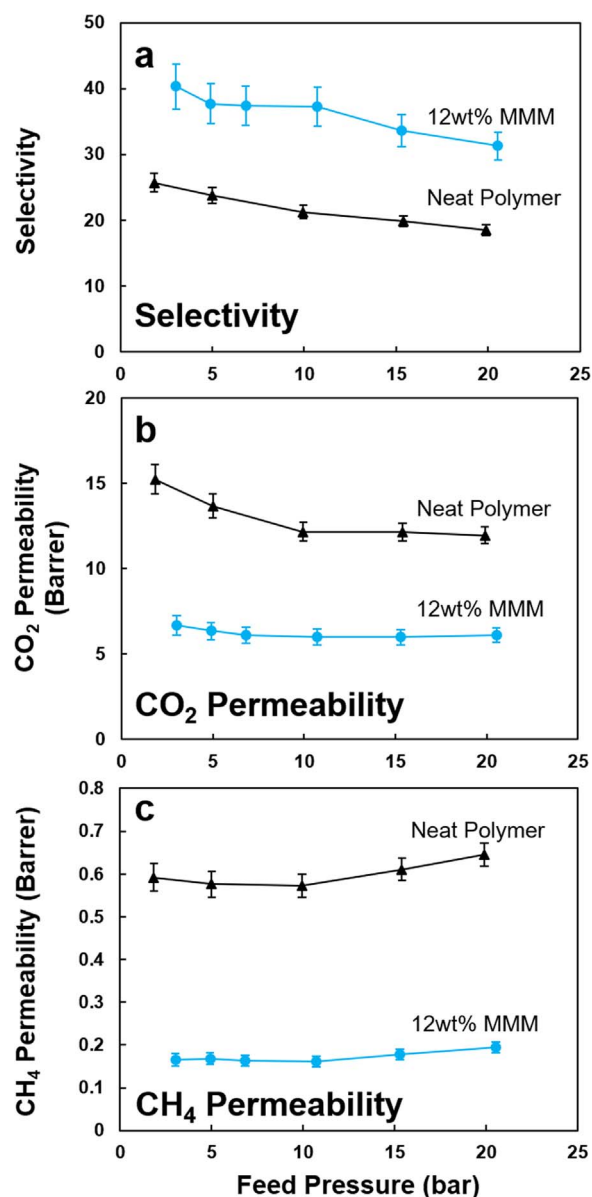 50
a
40
12wt% MMM
30
Neat Polymer
20
10
Selectivity
0
0 5 10 15 20 25
Selectivity
20
b
15
Neat Polymer
10
12wt% MMM
5
CO₂ Permeability
0
0 5 10 15 20 25
CO₂ Permeability
(Barrer)
0.8
c
0.7
Neat Polymer
0.6
0.5
0.4
0.3
12wt% MMM
0.2
0.1
CH₄ Permeability
0
0 5 10 15 20 25
CH₄ Permeability (Barrer)
Feed Pressure (bar)